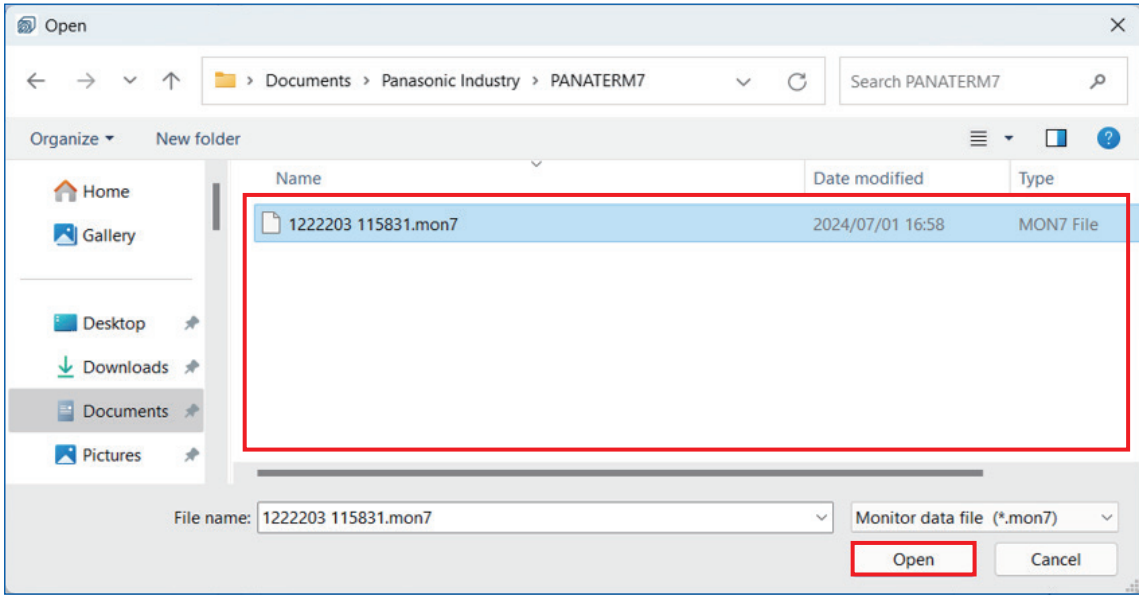 Open
Documents > Panasonic Industry > PANATERM7
Search PANATERM7
Organize
New folder
Name
Date modified
Type
Home
Gallery
1222203 115831.mon7
2024/07/01 16:58
MON7 File
Desktop
Downloads
Documents
Pictures
File name:
1222203 115831.mon7
Monitor data file (*.mon7)
Open
Cancel